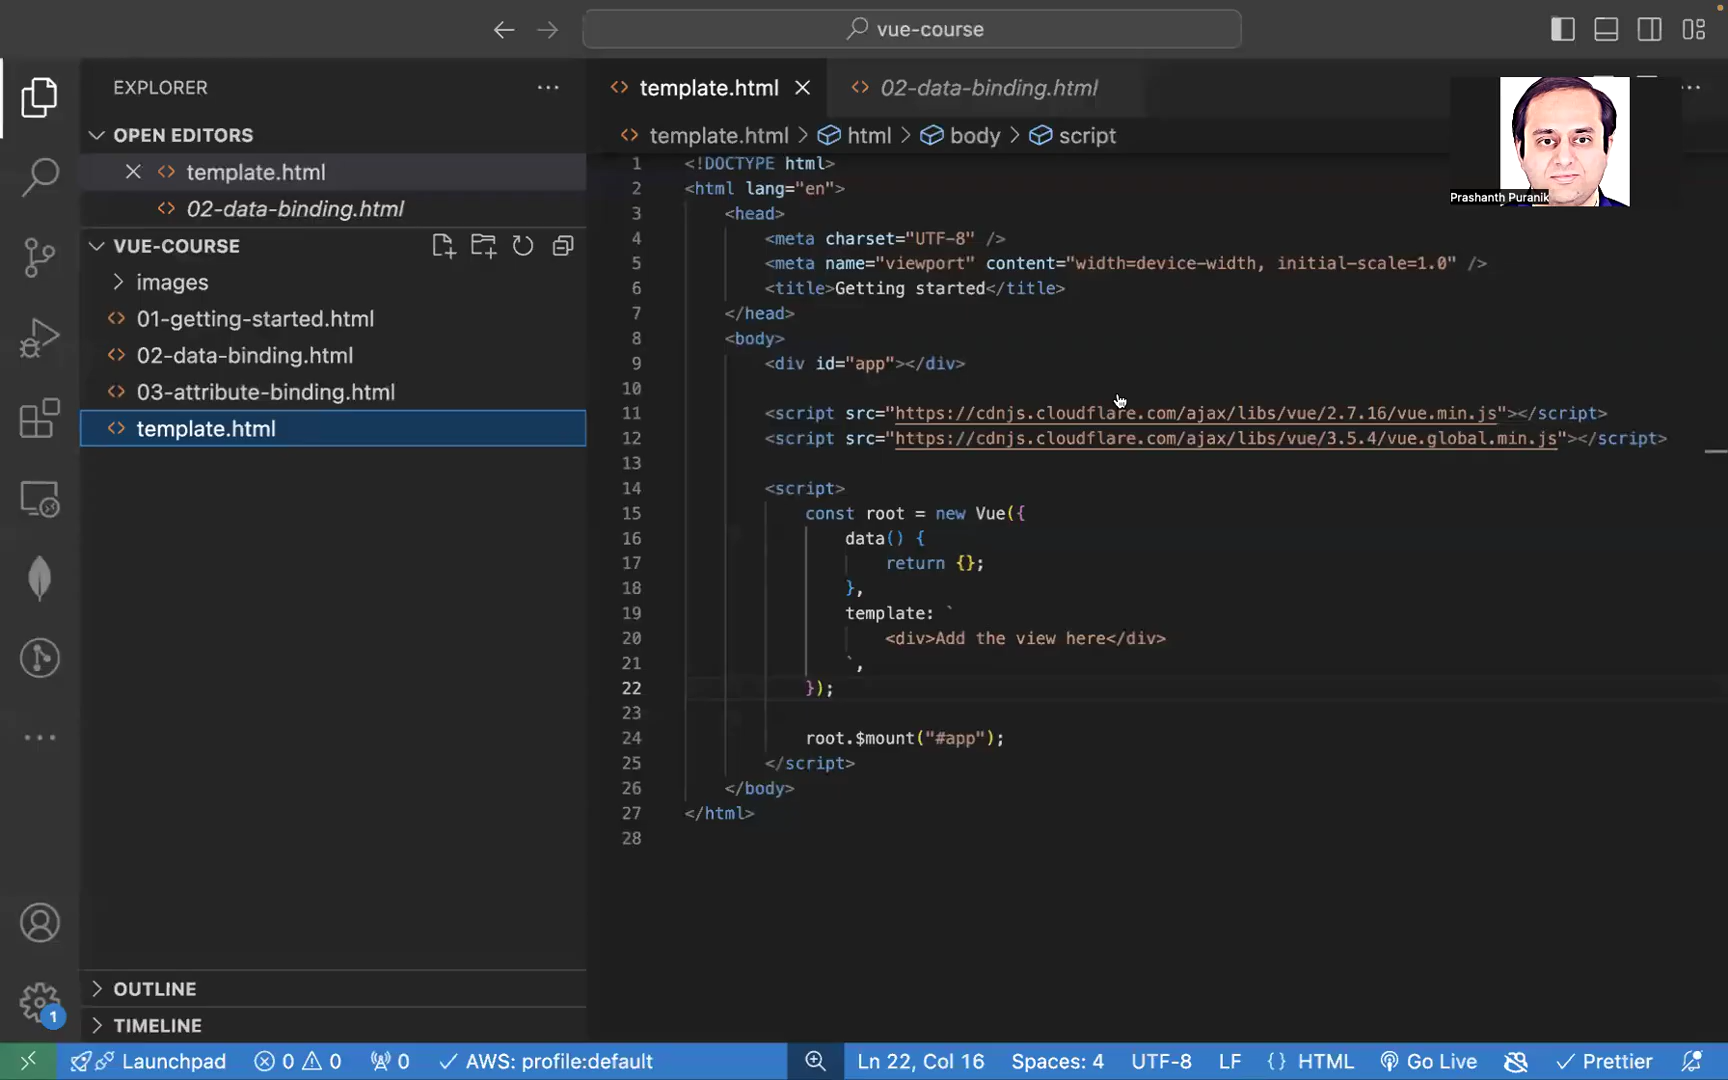 vue-course
EXPLORER
OPEN EDITORS
template.html
02-data-binding.html
VUE-COURSE
images
01-getting-started.html
02-data-binding.html
03-attribute-binding.html
template.html
OUTLINE
TIMELINE
template.html
02-data-binding.html
template.html > html > body > script
Prashanth Puranik
1 <!DOCTYPE html>
2 <html lang="en">
3 <head>
4 <meta charset="UTF-8" />
5 <meta name="viewport" content="width=device-width, initial-scale=1.0" />
6 <title>Getting started</title>
7 </head>
8 <body>
9 <div id="app"></div>
10
11 <script src="https://cdnjs.cloudflare.com/ajax/libs/vue/2.7.16/vue.min.js"></script>
12 <script src="https://cdnjs.cloudflare.com/ajax/libs/vue/3.5.4/vue.global.min.js"></script>
13
14 <script>
15 const root = new Vue({
16 data() {
17 return {};
18 },
19 template: `
20 <div>Add the view here</div>
21 `,
22 });
23
24 root.$mount("#app");
25 </script>
26 </body>
27 </html>
28
1
Launchpad 0 0 0 AWS: profile:default Ln 22, Col 16 Spaces: 4 UTF-8 LF {} HTML Go Live Prettier